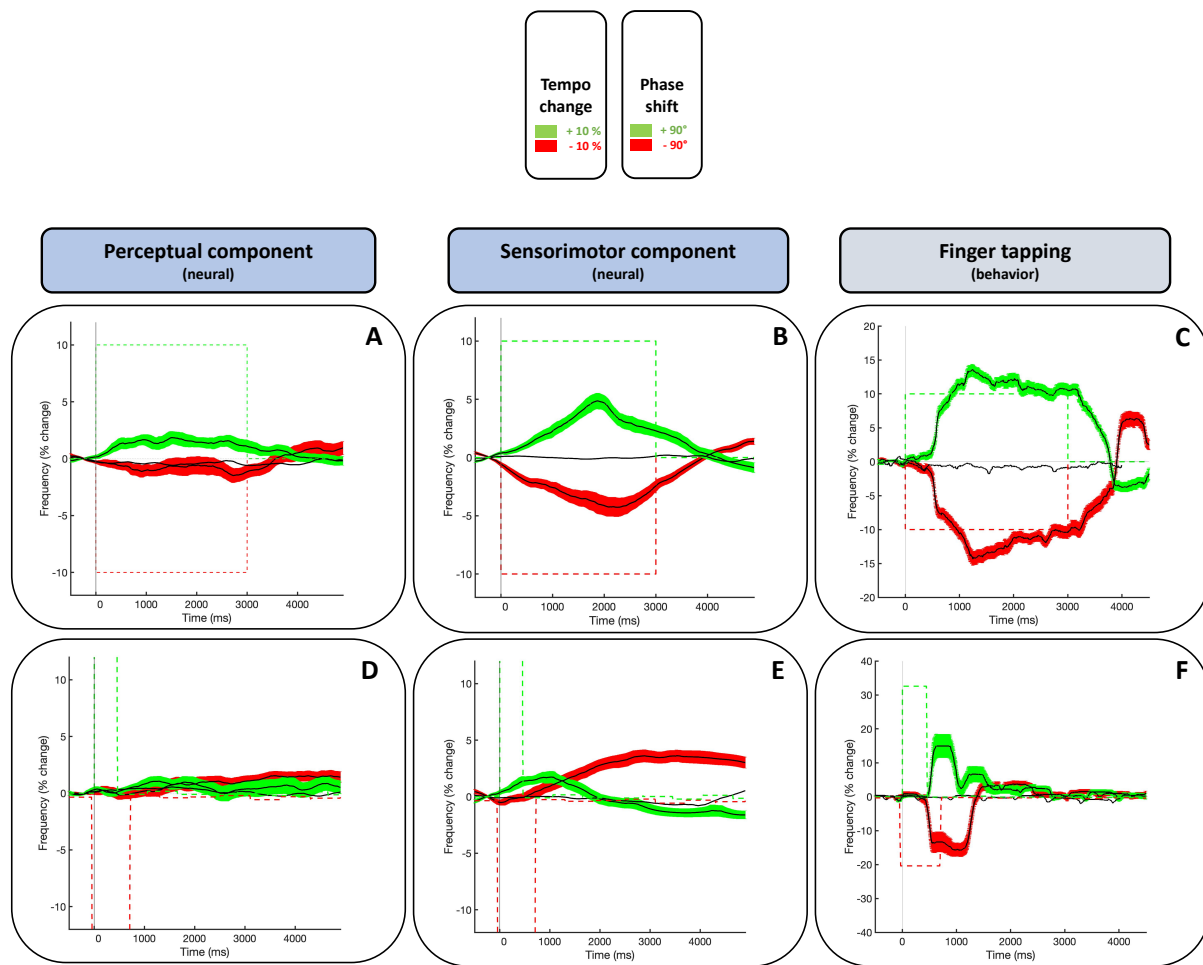 Tempo
change
+ 10 %
- 10 %
Phase
shift
+ 90°
- 90°
Perceptual component
(neural)
Sensorimotor component
(neural)
Finger tapping
(behavior)
A
10
5
0
-5
-10
Frequency (% change)
0 1000 2000 3000 4000
Time (ms)
B
10
5
0
-5
-10
Frequency (% change)
0 1000 2000 3000 4000
Time (ms)
C
20
15
10
5
0
-5
-10
-15
-20
Frequency (% change)
0 1000 2000 3000 4000
Time (ms)
D
10
5
0
-5
-10
Frequency (% change)
0 1000 2000 3000 4000
Time (ms)
E
10
5
0
-5
-10
Frequency (% change)
0 1000 2000 3000 4000
Time (ms)
F
40
30
20
10
0
-10
-20
-30
-40
Frequency (% change)
0 1000 2000 3000 4000
Time (ms)